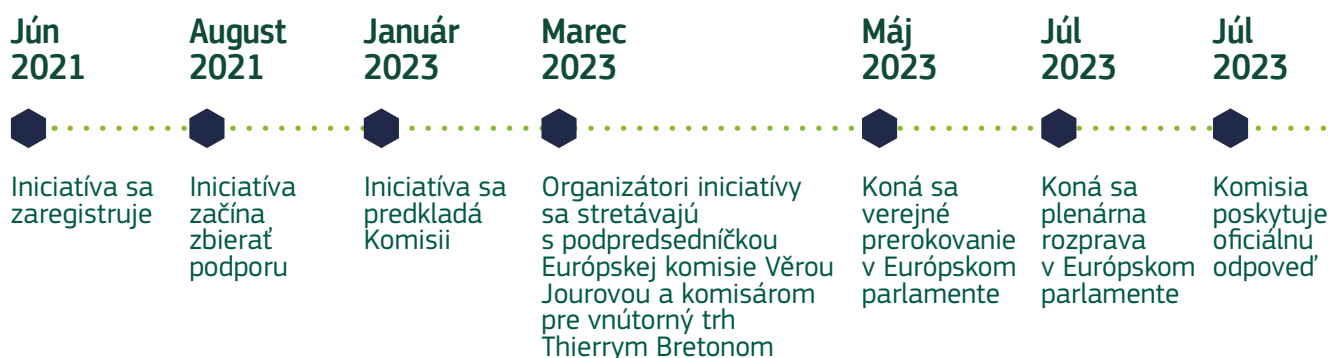 Jún
2021
Iniciatíva sa
zaregistruje
August
2021
Iniciatíva
začína
zbierať
podporu
Január
2023
Iniciatíva sa
predkladá
Komisii
Marec
2023
Organizátori iniciatívy
sa stretávajú
s podpredsedníčkou
Európskej komisie Věrou
Jourovou a komisárom
pre vnútorný trh
Thierrym Bretonom
Máj
2023
Koná sa
verejné
prerokovanie
v Európskom
parlamente
Júl
2023
Koná sa
plenárna
rozprava
v Európskom
parlamente
Júl
2023
Komisia
poskytuje
oficiálnu
odpoveď